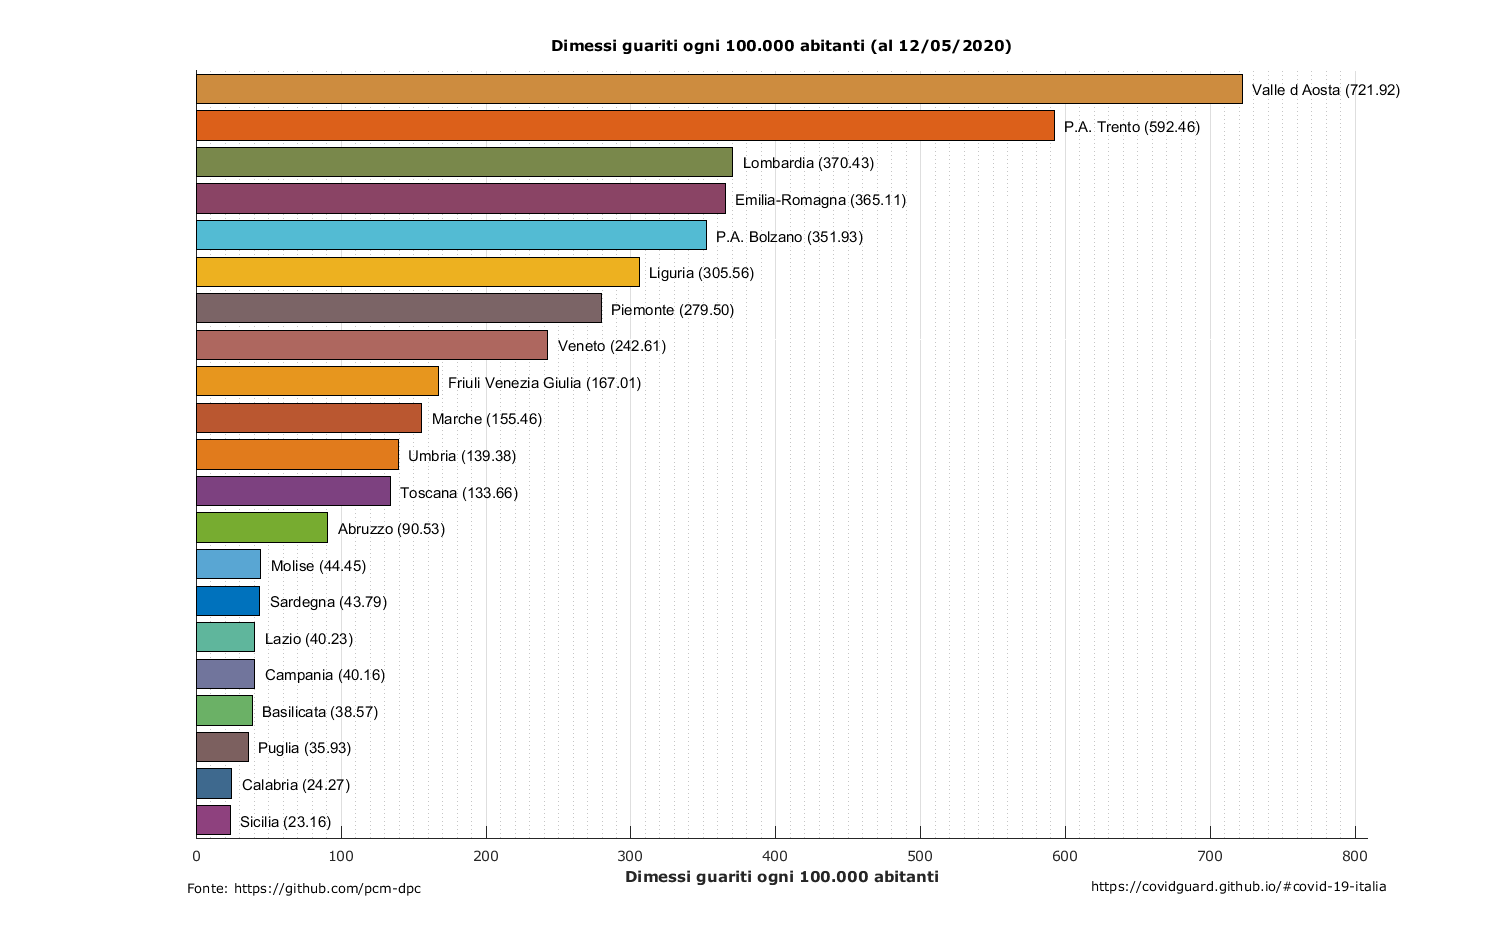 Dimessi guariti ogni 100.000 abitanti (al 12/05/2020)
Valle d Aosta (721.92)
P.A. Trento (592.46)
Lombardia (370.43)
Emilia-Romagna (365.11)
P.A. Bolzano (351.93)
Liguria (305.56)
Piemonte (279.50)
Veneto (242.61)
Friuli Venezia Giulia (167.01)
Marche (155.46)
Umbria (139.38)
Toscana (133.66)
Abruzzo (90.53)
Molise (44.45)
Sardegna (43.79)
Lazio (40.23)
Campania (40.16)
Basilicata (38.57)
Puglia (35.93)
Calabria (24.27)
Sicilia (23.16)
0 100 200 300 400 500 600 700 800
Dimessi guariti ogni 100.000 abitanti
Fonte: https://github.com/pcm-dpc
https://covidguard.github.io/#covid-19-italia